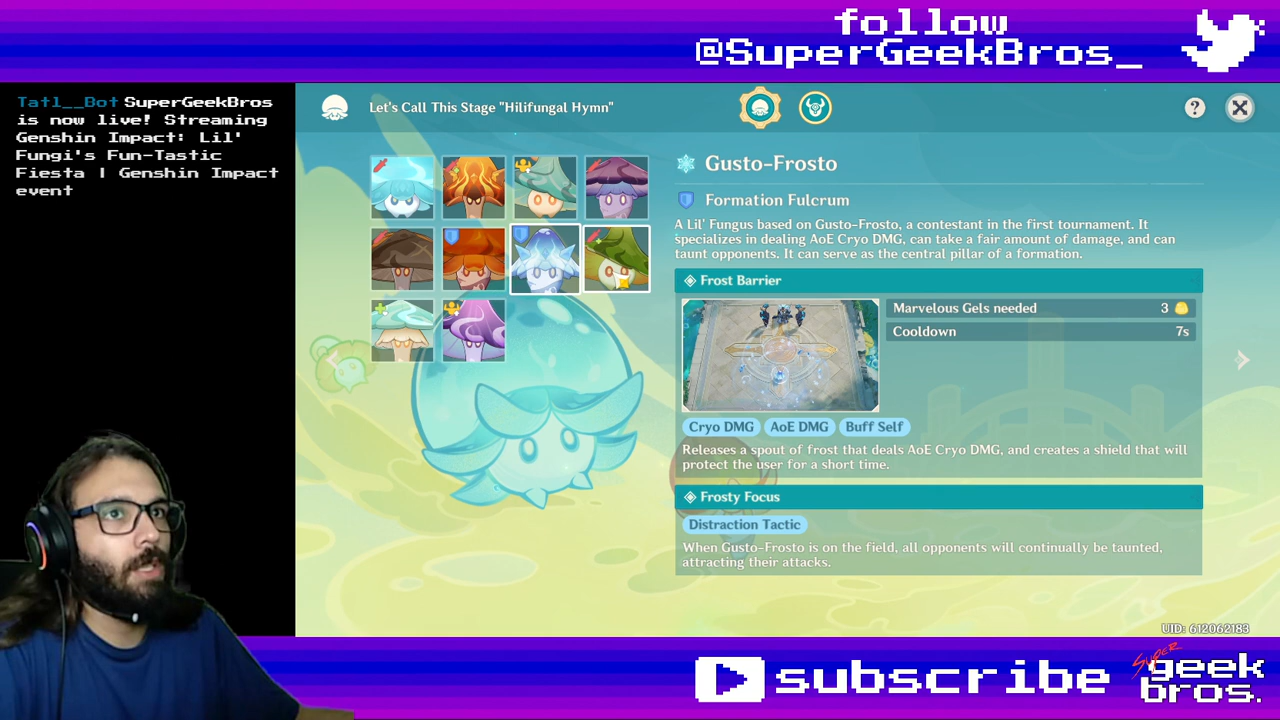 follow
@SuperGeekBros_
Tatl__Bot SuperGeekBros
is now live! Streaming
Genshin Impact: Lil'
Fungi's Fun-Tastic
Fiesta | Genshin Impact
event
Let's Call This Stage "Hilifungal Hymn"
?
Gusto-Frosto
Formation Fulcrum
A Lil' Fungus based on Gusto-Frosto, a contestant in the first tournament. It
specializes in dealing AoE Cryo DMG, can take a fair amount of damage, and can
taunt opponents. It can serve as the central pillar of a formation.
Frost Barrier
Marvelous Gels needed 3
Cooldown 7s
Cryo DMG AoE DMG Buff Self
Releases a spout of frost that deals AoE Cryo DMG, and creates a shield that will
protect the user for a short time.
Frosty Focus
Distraction Tactic
When Gusto-Frosto is on the field, all opponents will continually be taunted,
attracting their attacks.
UID: 612062183
subscribe
SUPER
geek
bros.